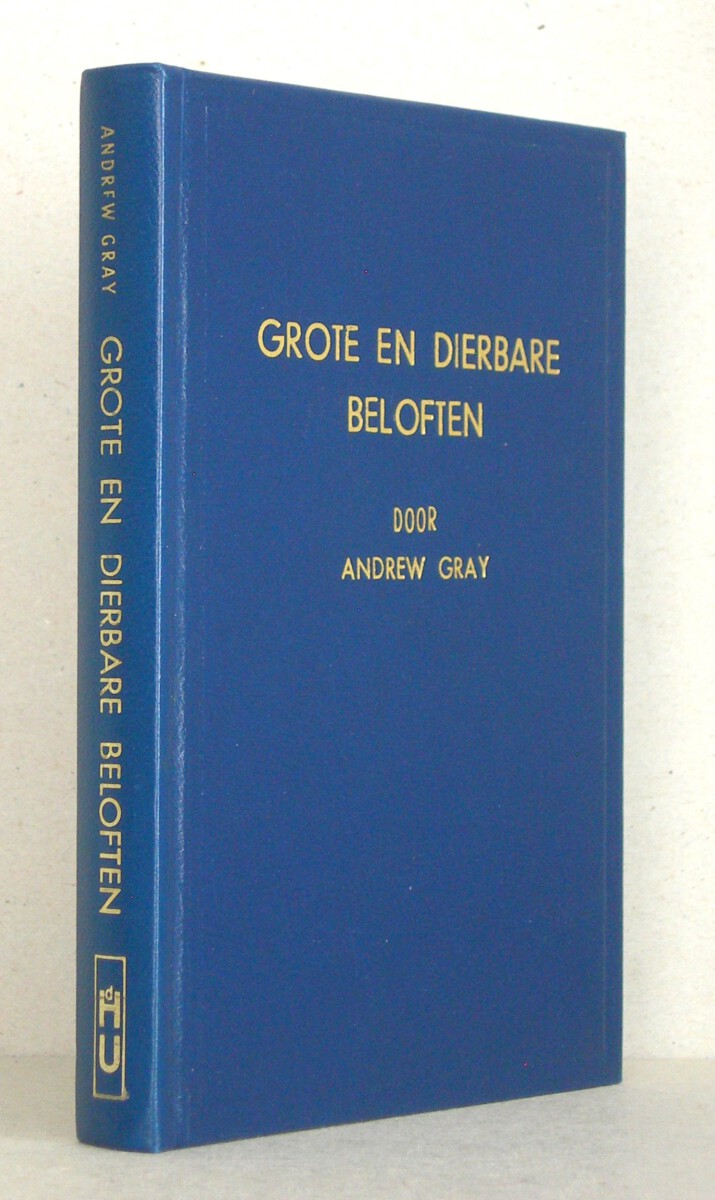 GROTE EN DIERBARE
BELOFTEN
DOOR
ANDREW GRAY
ANDREW GRAY GROTE EN DIERBARE BELOFTEN